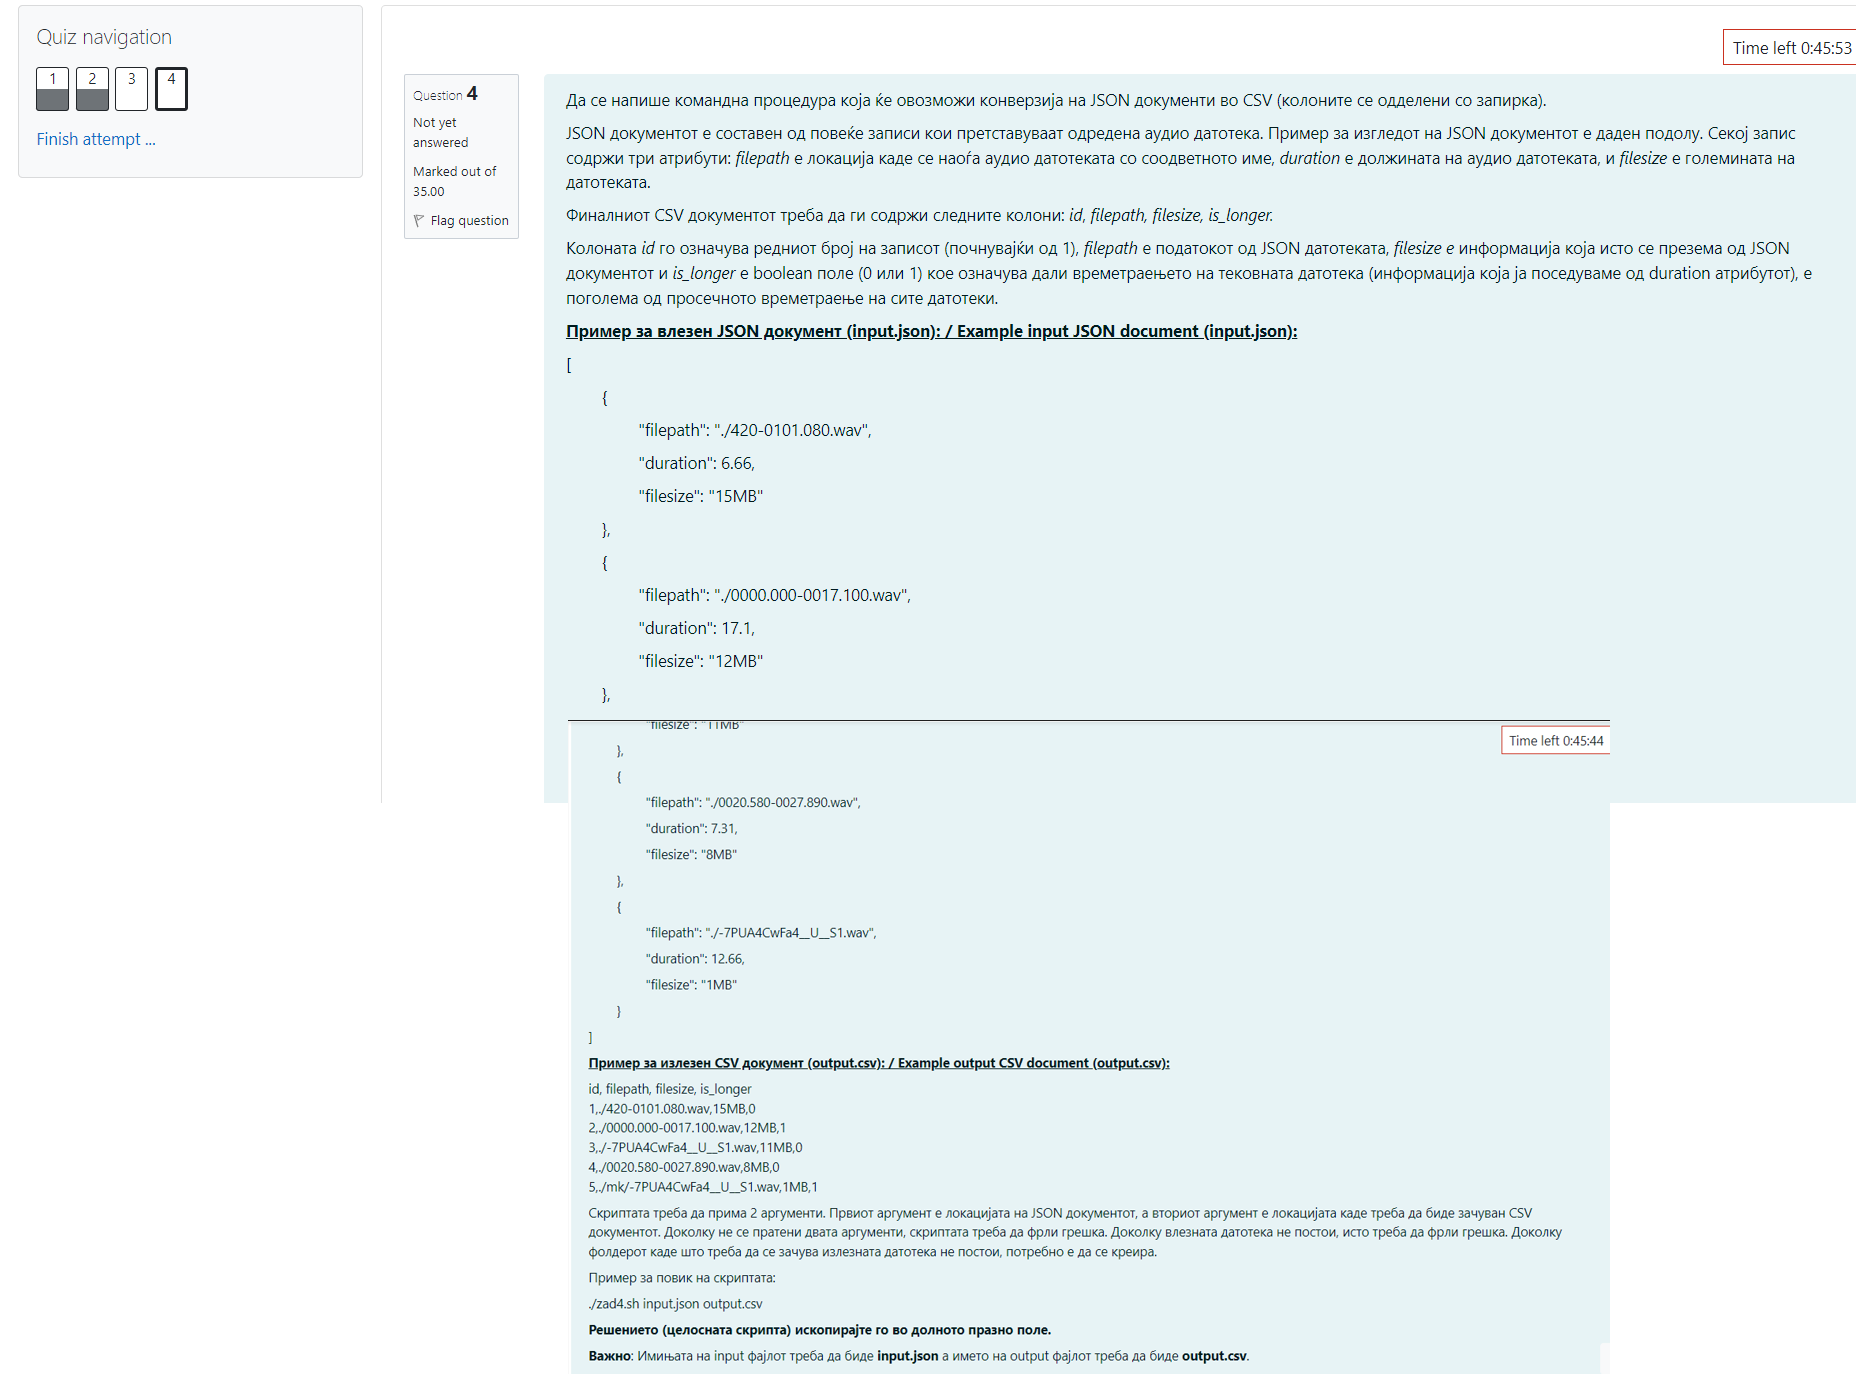 Quiz navigation
1 2 3 4
Finish attempt ...
Time left 0:45:53
Question 4
Not yet
answered
Marked out of
35.00
Flag question
Да се напише командна процедура која ќе овозможи конверзија на JSON документи во CSV (колоните се одделени со запирка).
JSON документот е составен од повеќе записи кои претставуваат одредена аудио датотека. Пример за изгледот на JSON документот е даден подолу. Секој запис
содржи три атрибути: filepath е локација каде се наоѓа аудио датотеката со соодветното име, duration е должината на аудио датотеката, и filesize е големината на
датотеката.
Финалниот CSV документот треба да ги содржи следните колони: id, filepath, filesize, is_longer.
Колоната id го означува редниот број на записот (почнувајќи од 1), filepath е податокот од JSON датотеката, filesize е информација која исто се презема од JSON
документот и is_longer е boolean поле (0 или 1) кое означува дали времетраењето на тековната датотека (информација која ја поседуваме од duration атрибутот), е
поголема од просечното времетраење на сите датотеки.
Пример за влезен JSON документ (input.json): / Example input JSON document (input.json):
[
{
"filepath": "./420-0101.080.wav",
"duration": 6.66,
"filesize": "15MB"
},
{
"filepath": "./0000.000-0017.100.wav",
"duration": 17.1,
"filesize": "12MB"
},
"filesize": "11MB"
Time left 0:45:44
},
{
"filepath": "./0020.580-0027.890.wav",
"duration": 7.31,
"filesize": "8MB"
},
{
"filepath": "./-7PUA4CwFa4__U__S1.wav",
"duration": 12.66,
"filesize": "1MB"
}
]
Пример за излезен CSV документ (output.csv): / Example output CSV document (output.csv):
id, filepath, filesize, is_longer
1,./420-0101.080.wav,15MB,0
2,./0000.000-0017.100.wav,12MB,1
3,./-7PUA4CwFa4__U__S1.wav,11MB,0
4,./0020.580-0027.890.wav,8MB,0
5,./mk/-7PUA4CwFa4__U__S1.wav,1MB,1
Скриптата треба да прима 2 аргументи. Првиот аргумент е локацијата на JSON документот, а вториот аргумент е локацијата каде треба да биде зачуван CSV
документот. Доколку не се пратени двата аргументи, скриптата треба да фрли грешка. Доколку влезната датотека не постои, исто треба да фрли грешка. Доколку
фолдерот каде што треба да се зачува излезната датотека не постои, потребно е да се креира.
Пример за повик на скриптата:
./zad4.sh input.json output.csv
Решението (целосната скрипта) ископирајте го во долното празно поле.
Важно: Имињата на input фајлот треба да биде input.json а името на output фајлот треба да биде output.csv.